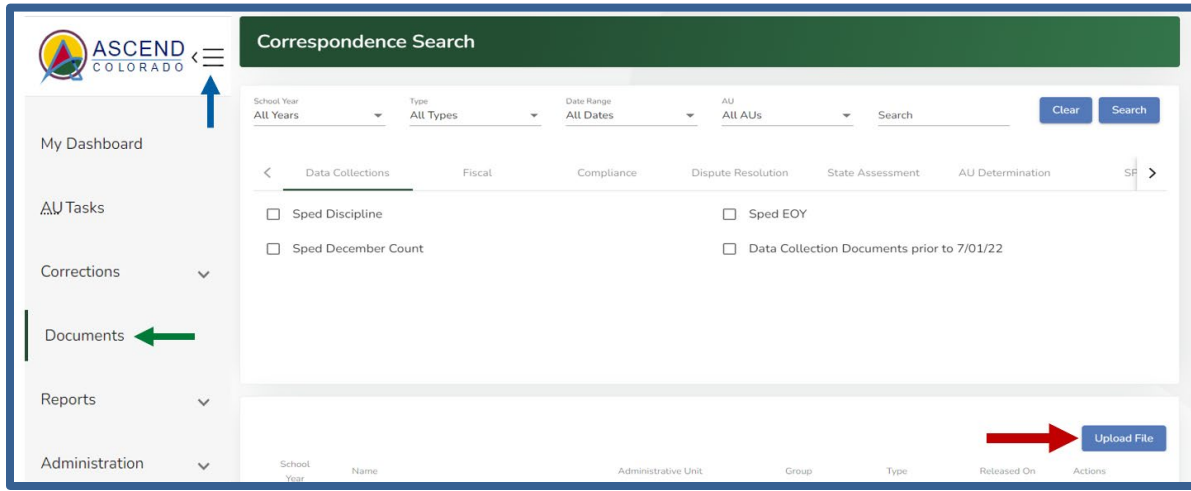 ASCEND
COLORADO
Correspondence Search
School Year
Type
Date Range
AU
All Years
All Types
All Dates
All AUs
Search
Clear
Search
My Dashboard
Data Collections
Fiscal
Compliance
Dispute Resolution
State Assessment
AU Determination
AU Tasks
Sped Discipline
Sped EOY
Sped December Count
Data Collection Documents prior to 7/01/22
Corrections
Documents
Reports
Upload File
Administration
School
Year
Name
Administrative Unit
Group
Type
Released On
Actions